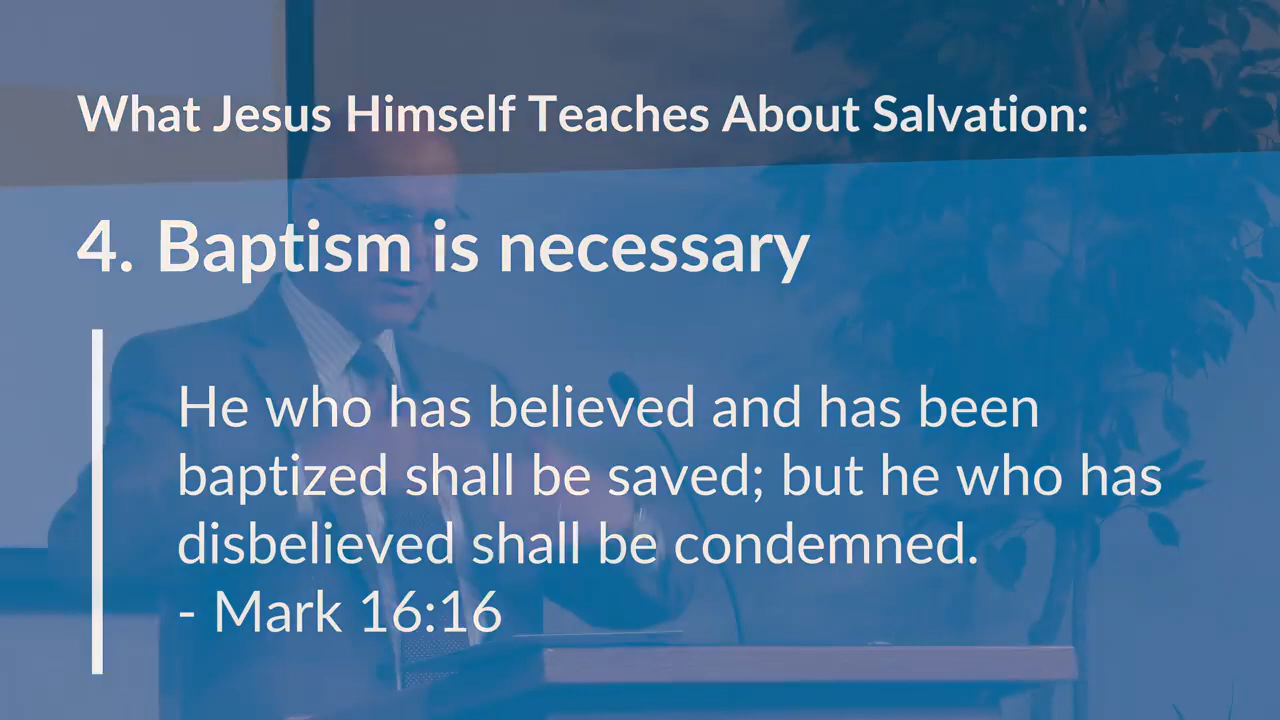 What Jesus Himself Teaches About Salvation:
4. Baptism is necessary
He who has believed and has been
baptized shall be saved; but he who has
disbelieved shall be condemned.
- Mark 16:16